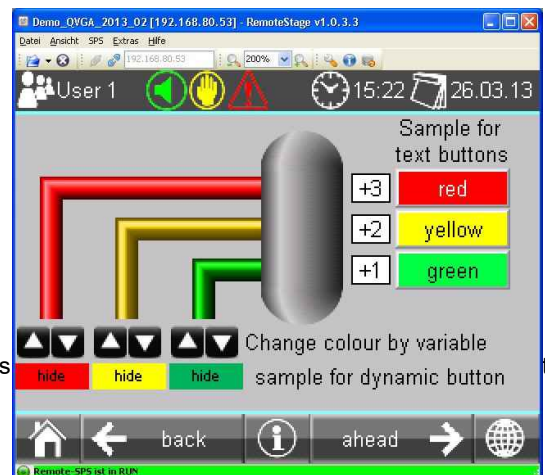 Demo_QVGA_2013_02 [192.168.80.53] - RemoteStage v1.0.3.3
Datei Ansicht SPS Extras Hilfe
192.168.80.53 200%
User 1 15:22 26.03.13
Sample for
text buttons
+3 red
+2 yellow
+1 green
Change colour by variable
s hide hide hide sample for dynamic button
back i ahead
Remote-SPS ist in RUN